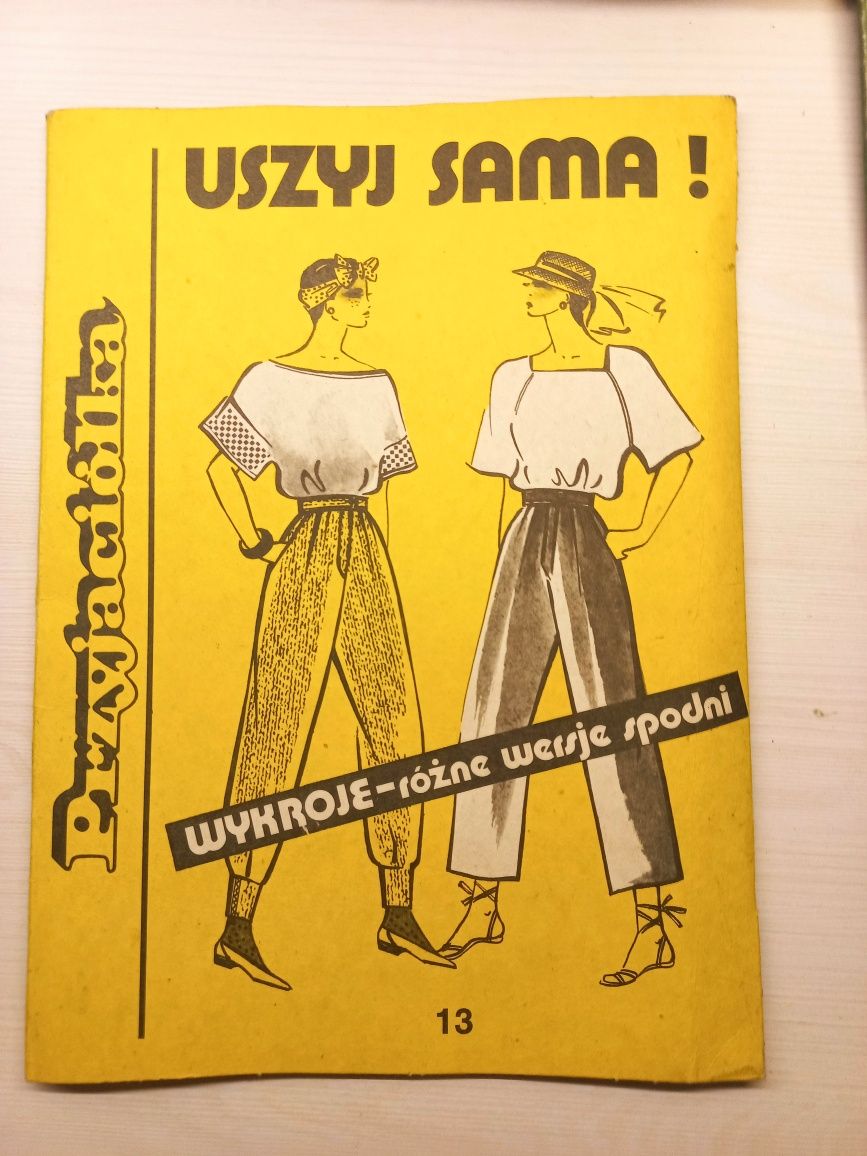 USZYJ SAMA !
Przyjaciółka
WYKROJE-różne wersje spodni
13